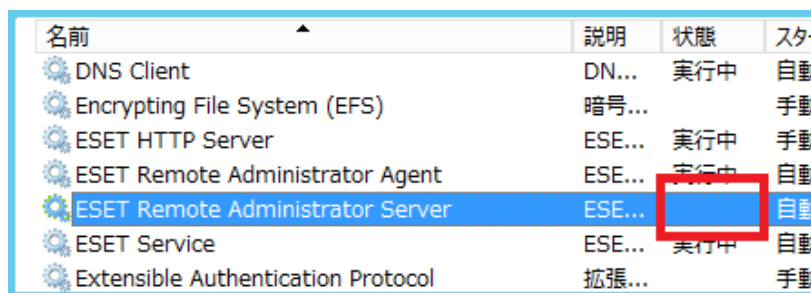 名前 説明 状態 スター
DNS Client DN... 実行中 自動
Encrypting File System (EFS) 暗号... 手動
ESET HTTP Server ESE... 実行中 手動
ESET Remote Administrator Agent ESE... 実行中 自動
ESET Remote Administrator Server ESE... 自動
ESET Service ESE... 実行中 自動
Extensible Authentication Protocol 拡張... 手動